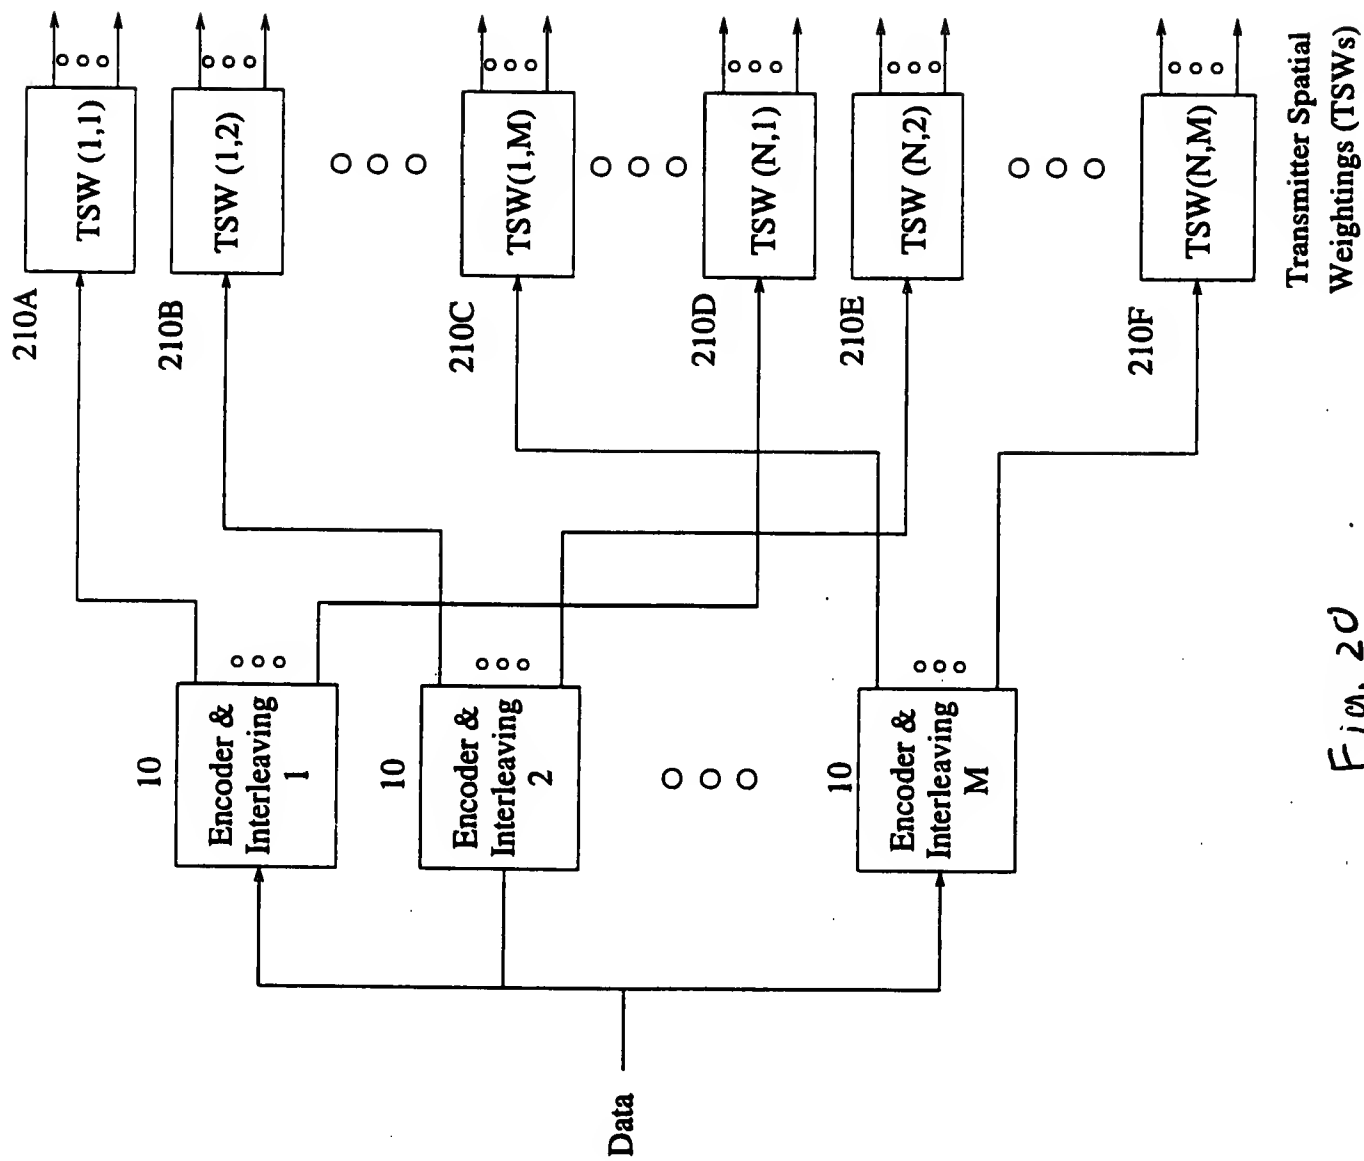 Data
10
Encoder &
Interleaving
1
10
Encoder &
Interleaving
2
10
Encoder &
Interleaving
M
210A
TSW (1,1)
210B
TSW (1,2)
210C
TSW(1,M)
210D
TSW (N,1)
210E
TSW (N,2)
210F
TSW(N,M)
Transmitter Spatial
Weightings (TSWs)
Fig. 20